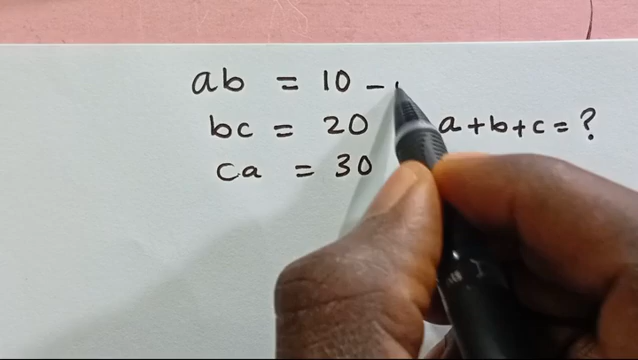 ab = 10 -
bc = 20
a+b+c = ?
ca = 30